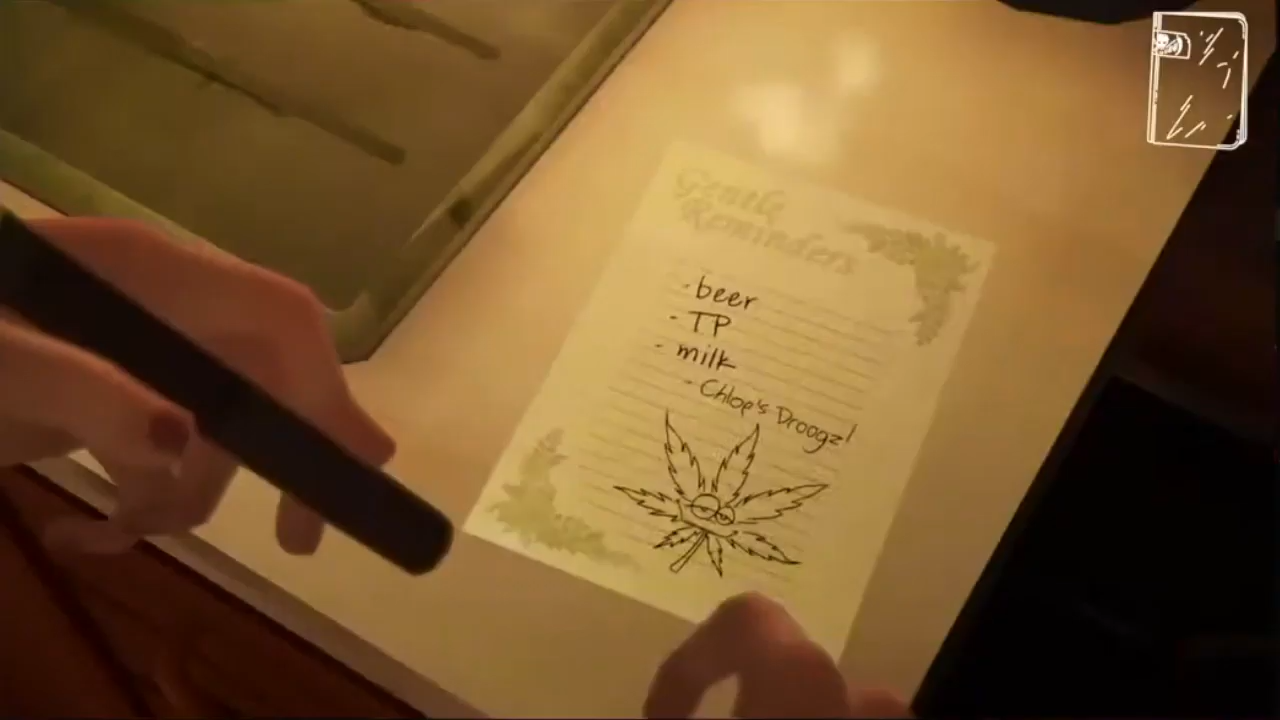 Gentle
Reminders
- beer
- TP
- milk
- Chloe's Droogz!